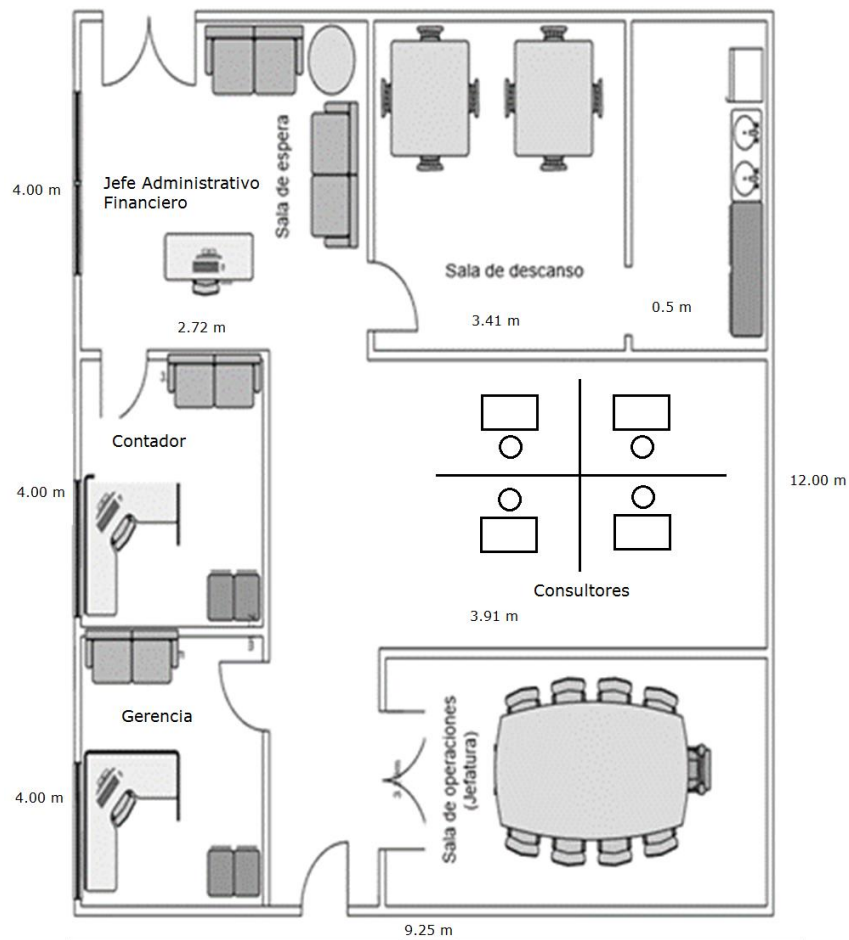 4.00 m
Jefe Administrativo
Financiero
Sala de espera
2.72 m
Sala de descanso
3.41 m
0.5 m
Contador
4.00 m
12.00 m
Consultores
3.91 m
Gerencia
4.00 m
Sala de operaciones
(Jefatura)
9.25 m